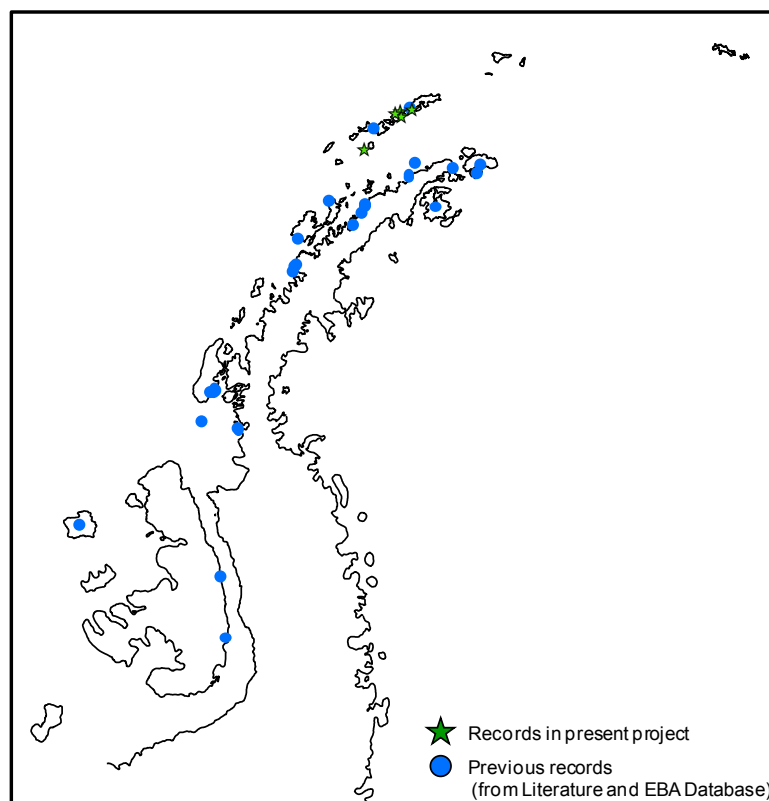 Records in present project
Previous records
(from Literature and EBA Database)